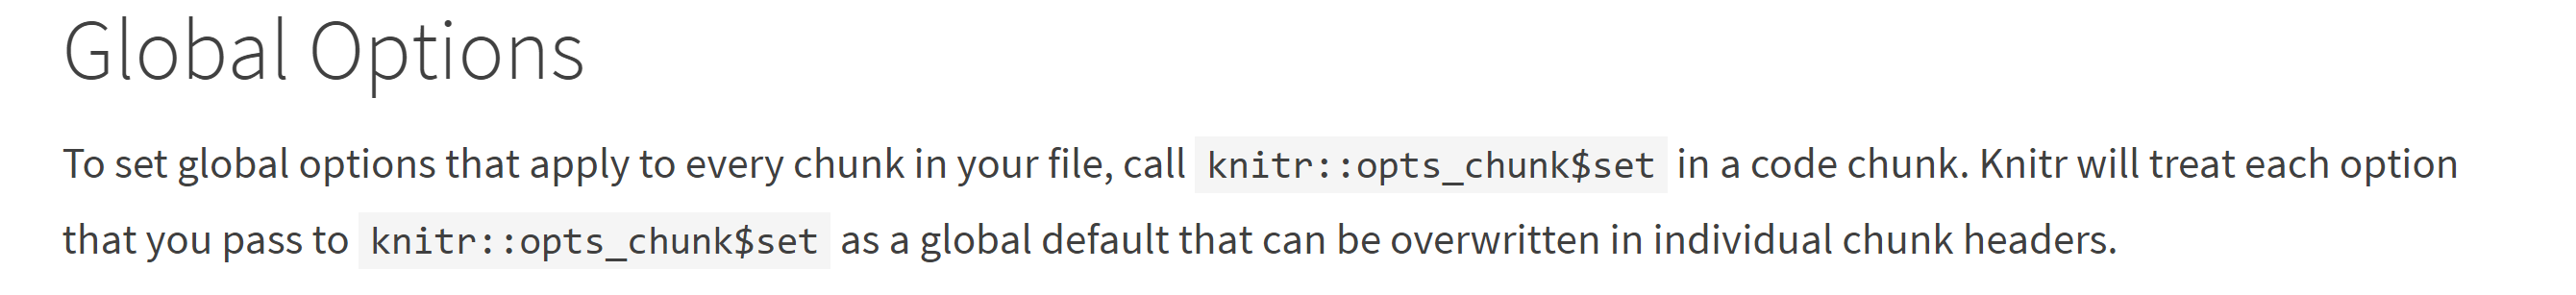 Global Options
To set global options that apply to every chunk in your file, call knitr::opts_chunk$set in a code chunk. Knitr will treat each option
that you pass to knitr::opts_chunk$set as a global default that can be overwritten in individual chunk headers.